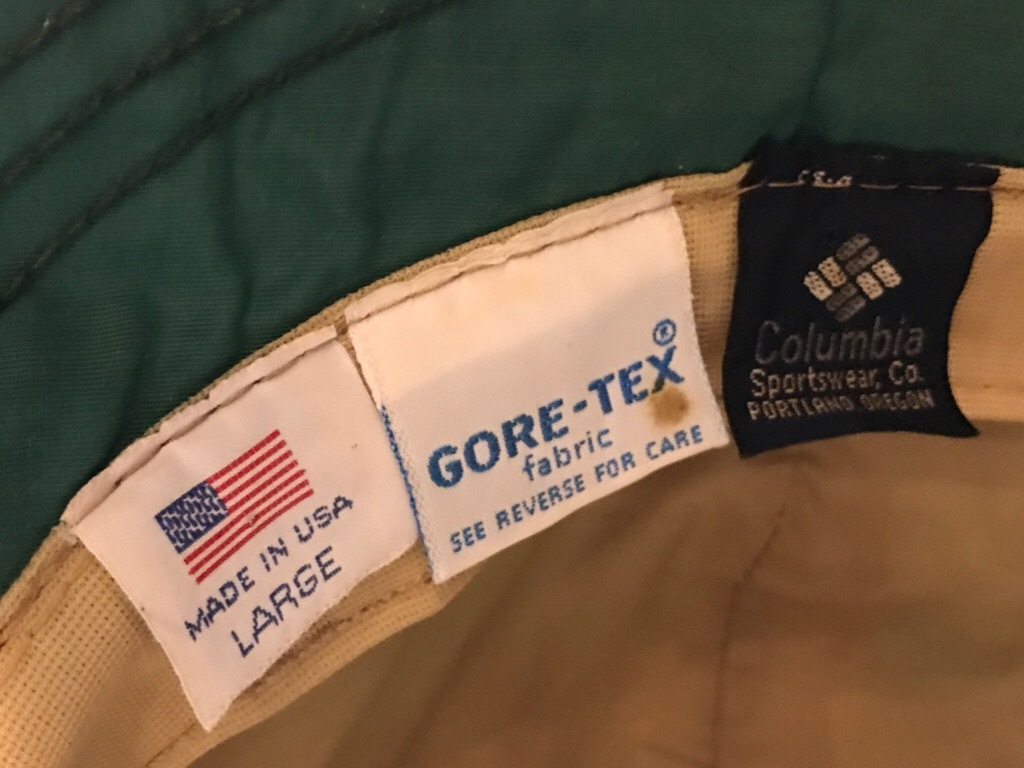 MADE IN USA
LARGE
GORE-TEX®
fabric
SEE REVERSE FOR CARE
Columbia
Sportswear, Co.
PORTLAND OREGON